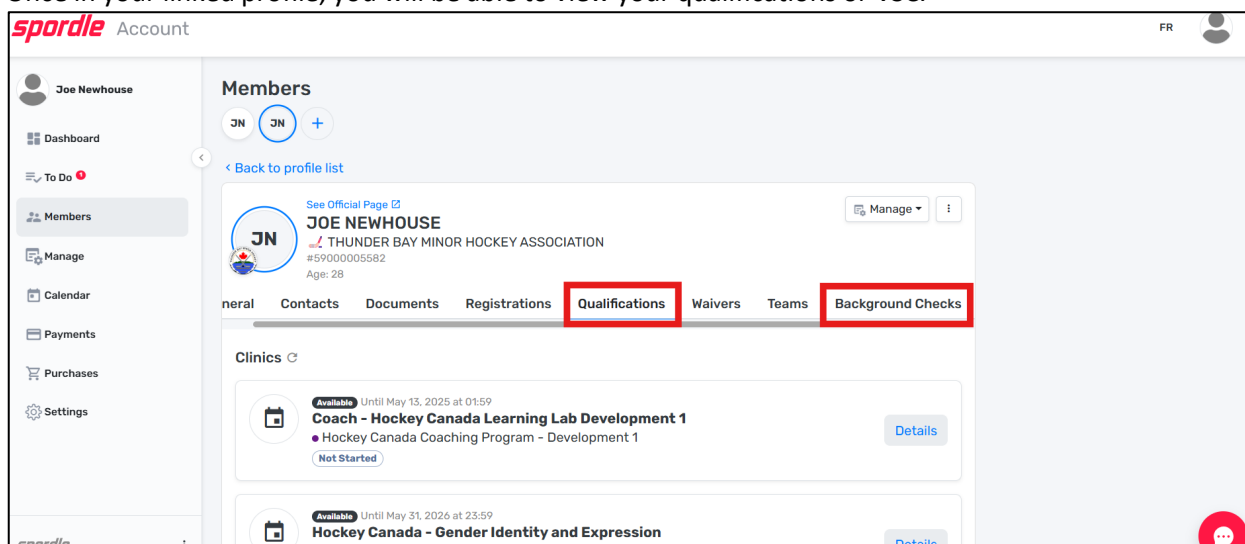 Once in your linked profile, you will be able to view your qualifications or VSC.
spordle Account
FR
Joe Newhouse
Dashboard
To Do
Members
Manage
Calendar
Payments
Purchases
Settings
spordle
Members
JN JN +
< Back to profile list
See Official Page
JN
JOE NEWHOUSE
THUNDER BAY MINOR HOCKEY ASSOCIATION
#59000005582
Age: 28
Manage
neral Contacts Documents Registrations Qualifications Waivers Teams Background Checks
Clinics
Available Until May 13, 2025 at 01:59
Coach - Hockey Canada Learning Lab Development 1
Hockey Canada Coaching Program - Development 1
Not Started
Details
Available Until May 31, 2026 at 23:59
Hockey Canada - Gender Identity and Expression
Details